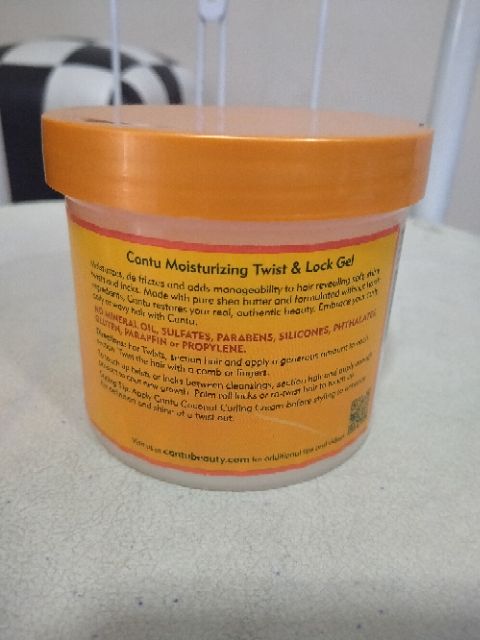 Cantu Moisturizing Twist & Lock Gel
Moisturizes, de-frizzes and adds manageability to hair revealing soft, shiny
twists and locks. Made with pure shea butter and formulated without harsh
ingredients, Cantu restores your real, authentic beauty. Embrace your curly,
coily or wavy hair with Cantu.
NO MINERAL OIL, SULFATES, PARABENS, SILICONES, PHTHALATES,
GLUTEN, PARAFFIN or PROPYLENE.
Directions: For Twists, section hair and apply a generous amount to each
section. Twist the hair with a comb or fingers.
To touch up twists or locks between cleansings, section hair and apply enough
product to coat new growth. Palm roll locks or re-twist hair to touch up.
Styling Tip: Apply Cantu Coconut Curling Cream before styling to enhance
the definition and shine of a twist out.
Visit us at cantubeauty.com for additional tips and videos